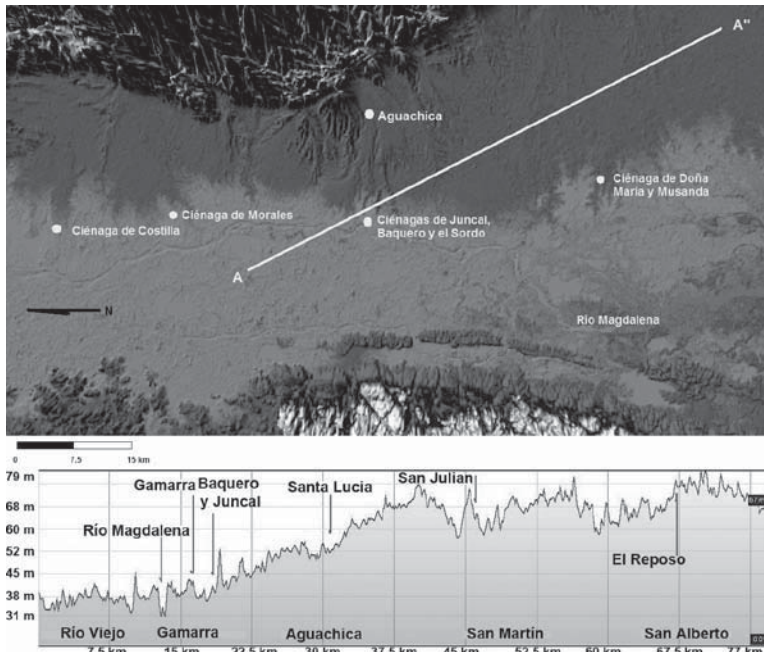 A"
Aguachica
Ciénaga de Doña
Maria y Musanda
Ciénaga de Morales
Ciénagas de Juncal,
Baquero y el Sordo
Ciénaga de Costilla
A
N
Río Magdalena
0 7.5 15 km
79 m
68 m
60 m
52 m
45 m
38 m
31 m
Gamarra
Baquero
y Juncal
Santa Lucia
San Julian
Río Magdalena
El Reposo
Río Viejo Gamarra Aguachica San Martín San Alberto
7.5 km 15 km 22.5 km 30 km 37.5 km 45 km 52.5 km 60 km 67.5 km 77 km